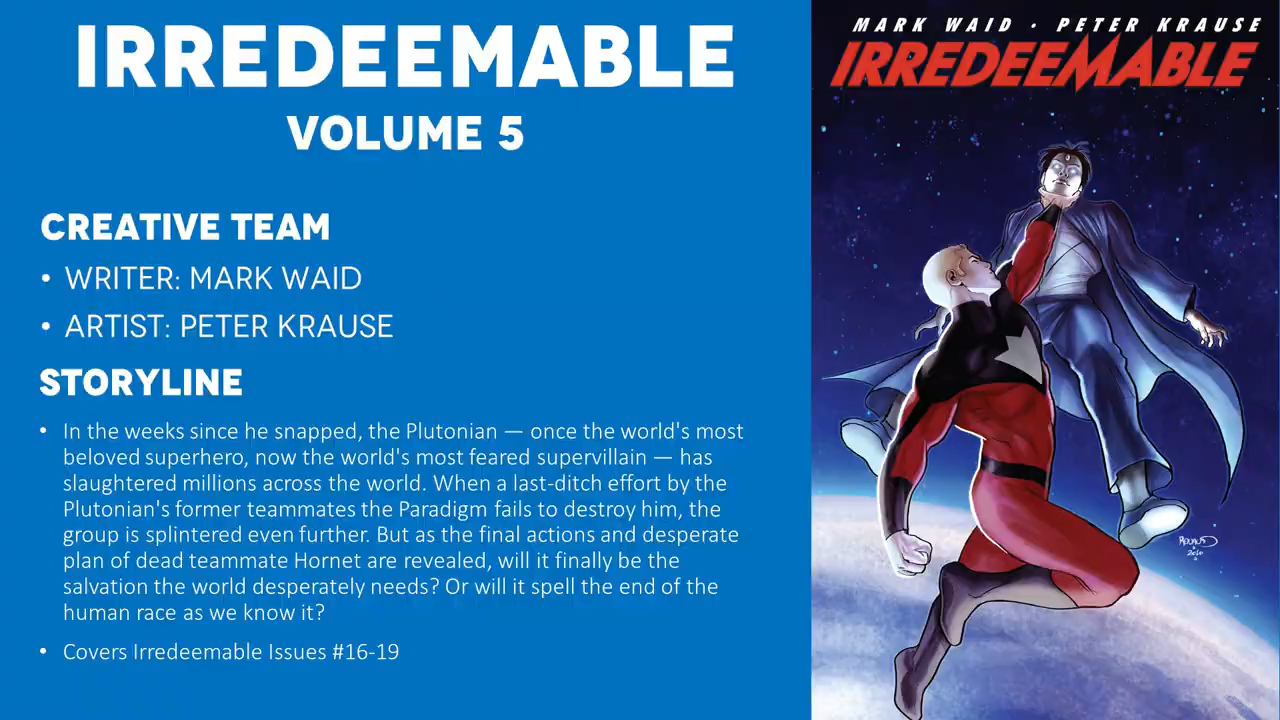 IRREDEEMABLE
VOLUME 5
CREATIVE TEAM
• WRITER: MARK WAID
• ARTIST: PETER KRAUSE
STORYLINE
• In the weeks since he snapped, the Plutonian — once the world's most
beloved superhero, now the world's most feared supervillain — has
slaughtered millions across the world. When a last-ditch effort by the
Plutonian's former teammates the Paradigm fails to destroy him, the
group is splintered even further. But as the final actions and desperate
plan of dead teammate Hornet are revealed, will it finally be the
salvation the world desperately needs? Or will it spell the end of the
human race as we know it?
• Covers Irredeemable Issues #16-19
MARK WAID • PETER KRAUSE
IRREDEEMABLE
2010